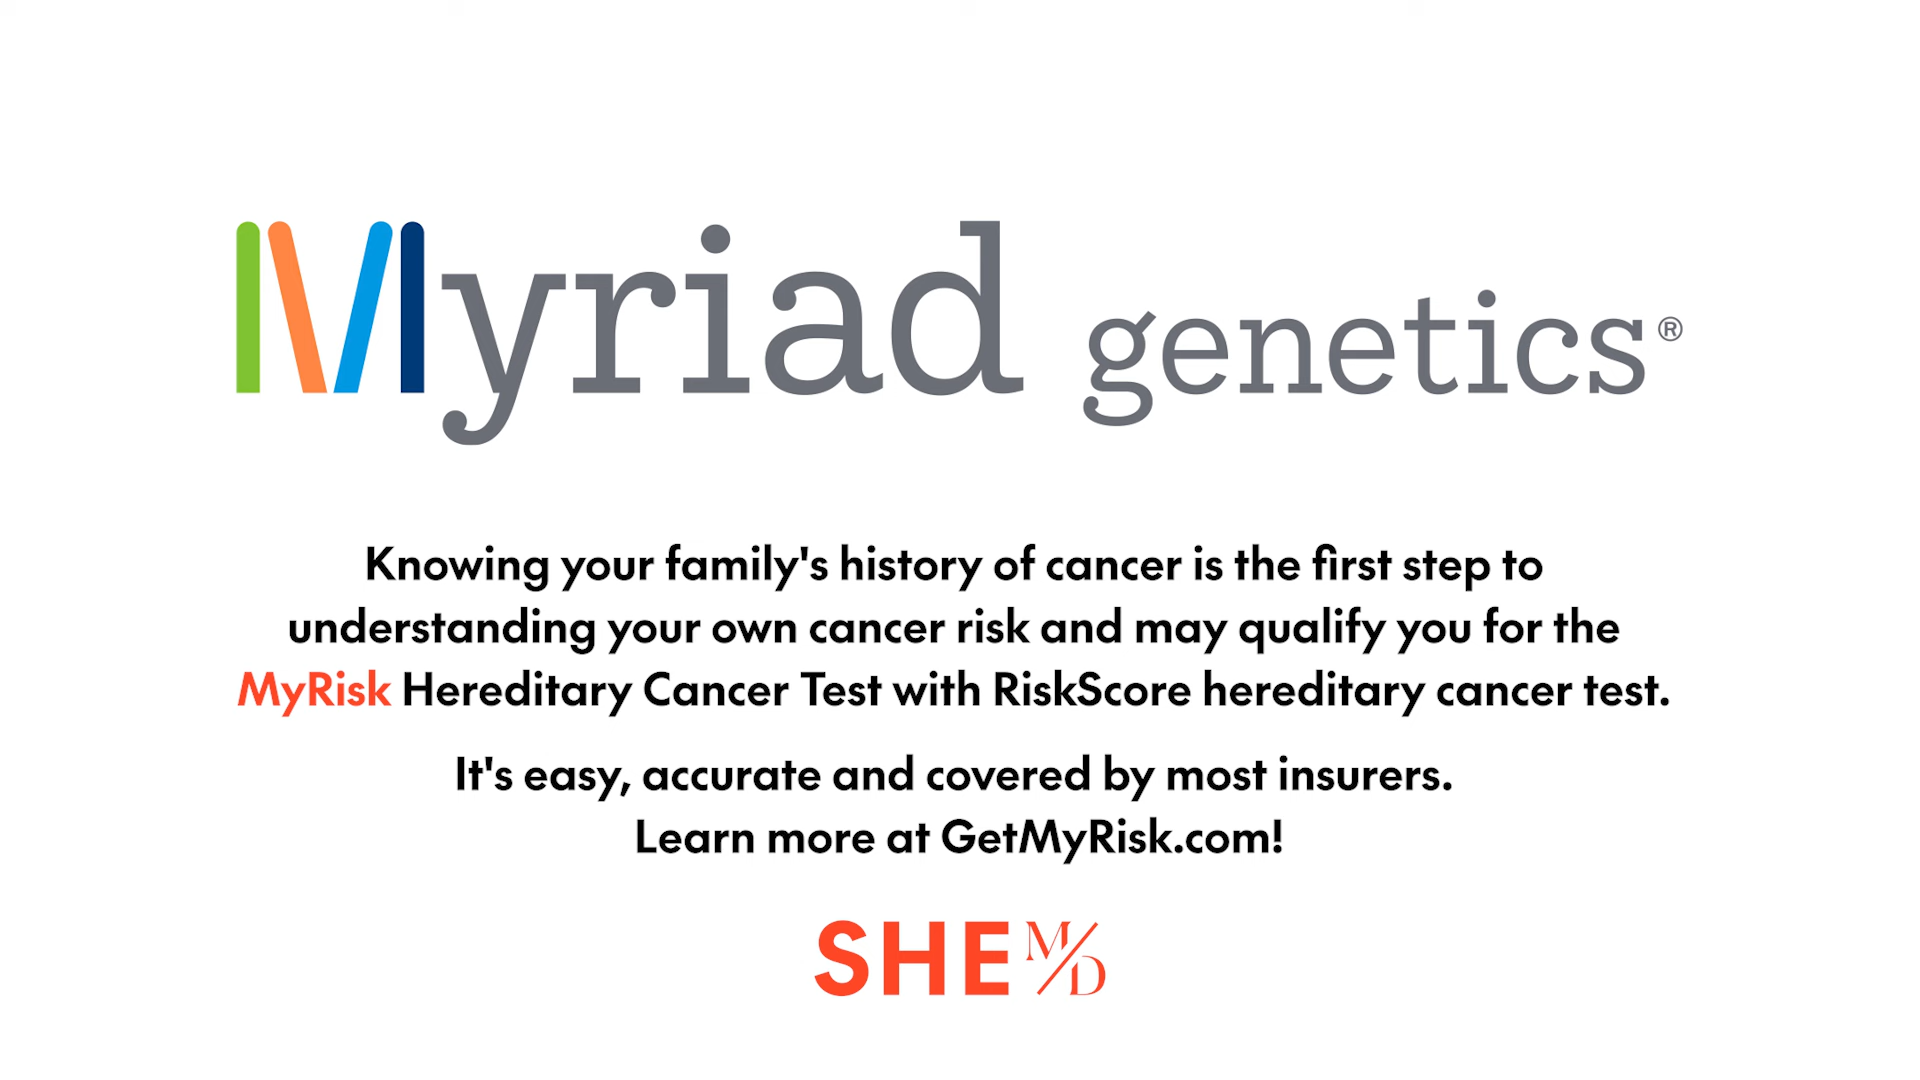 Myriad genetics®
Knowing your family's history of cancer is the first step to
understanding your own cancer risk and may qualify you for the
MyRisk Hereditary Cancer Test with RiskScore hereditary cancer test.
It's easy, accurate and covered by most insurers.
Learn more at GetMyRisk.com!
SHE M/D